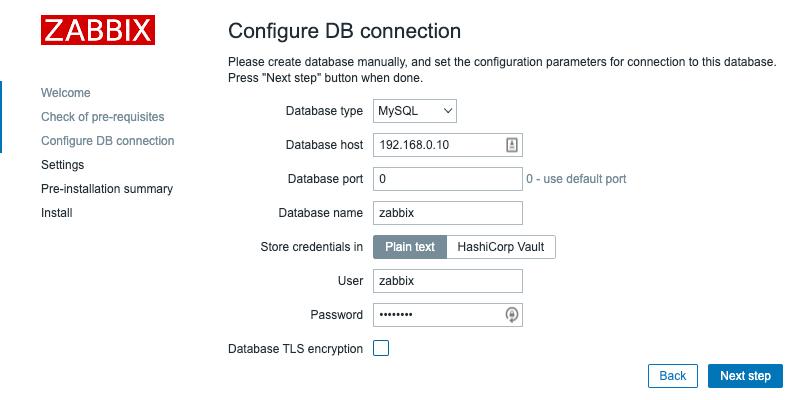 ZABBIX
Configure DB connection
Please create database manually, and set the configuration parameters for connection to this database.
Press "Next step" button when done.
Welcome
Check of pre-requisites
Configure DB connection
Settings
Pre-installation summary
Install
Database type MySQL
Database host 192.168.0.10
Database port 0 0 - use default port
Database name zabbix
Store credentials in Plain text HashiCorp Vault
User zabbix
Password ••••••••
Database TLS encryption
Back Next step